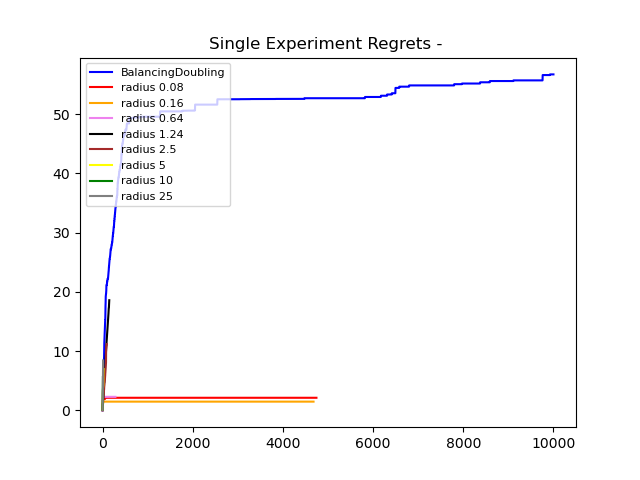 Single Experiment Regrets -
BalancingDoubling
radius 0.08
radius 0.16
radius 0.64
radius 1.24
radius 2.5
radius 5
radius 10
radius 25
50
40
30
20
10
0
0 2000 4000 6000 8000 10000